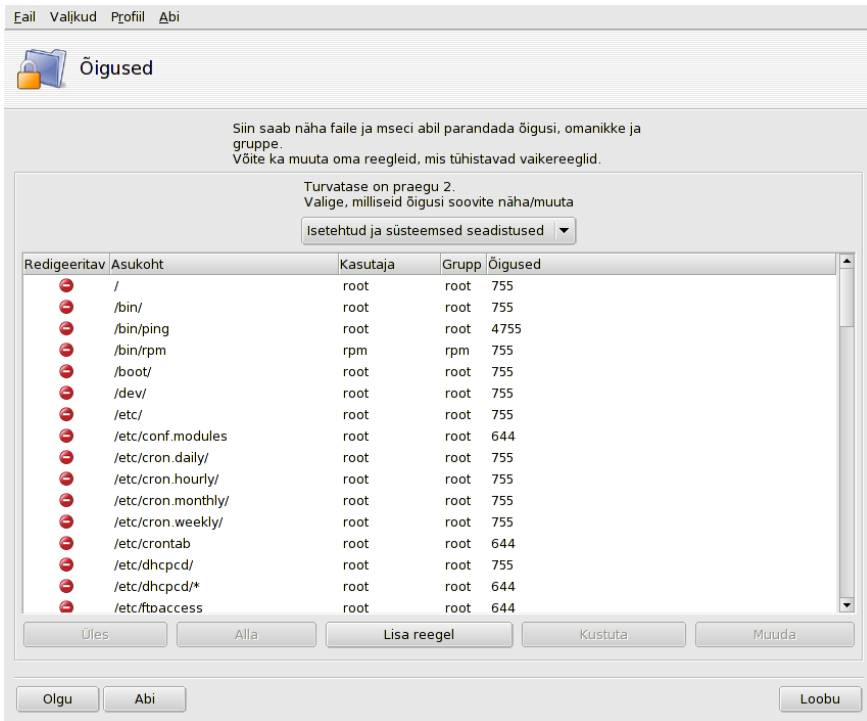 Fail Valikud Profiil Abi
Õigused
Siin saab näha faile ja mseci abil parandada õigusi, omanikke ja
gruppe.
Võite ka muuta oma reegleid, mis tühistavad vaikereeglid.
Turvatase on praegu 2.
Valige, milliseid õigusi soovite näha/muuta
Isetehtud ja süsteemsed seadistused
Redigeeritav Asukoht Kasutaja Grupp Õigused
/ root root 755
/bin/ root root 755
/bin/ping root root 4755
/bin/rpm rpm rpm 755
/boot/ root root 755
/dev/ root root 755
/etc/ root root 755
/etc/conf.modules root root 644
/etc/cron.daily/ root root 755
/etc/cron.hourly/ root root 755
/etc/cron.monthly/ root root 755
/etc/cron.weekly/ root root 755
/etc/crontab root root 644
/etc/dhcpcd/ root root 755
/etc/dhcpcd/* root root 644
/etc/ftpaccess root root 644
Üles Alla Lisa reegel Kustuta Muuda
Olgu Abi Loobu